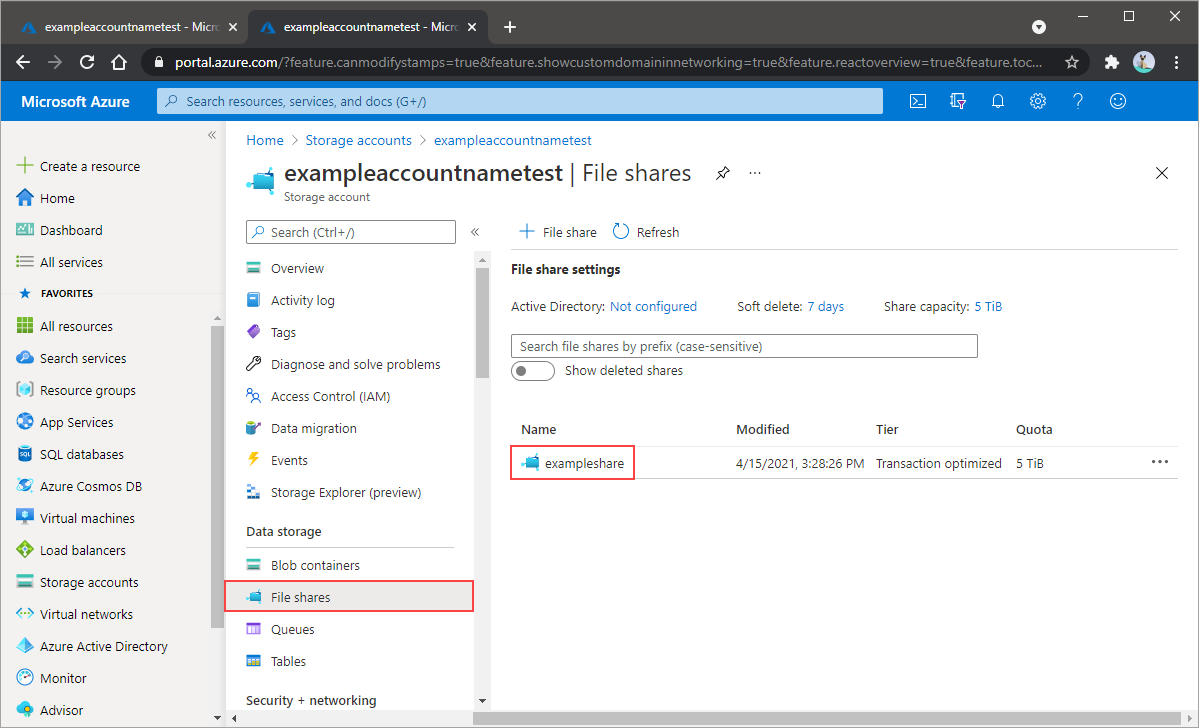 exampleaccountnametest - Micro
exampleaccountnametest - Micro
portal.azure.com/?feature.canmodifystamps=true&feature.showcustomdomaininnetworking=true&feature.reactoverview=true&feature.toc...
Microsoft Azure
Search resources, services, and docs (G+/)
Create a resource
Home
Dashboard
All services
FAVORITES
All resources
Search services
Resource groups
App Services
SQL databases
Azure Cosmos DB
Virtual machines
Load balancers
Storage accounts
Virtual networks
Azure Active Directory
Monitor
Advisor
Home > Storage accounts > exampleaccountnametest
exampleaccountnametest | File shares
Storage account
Search (Ctrl+/)
Overview
Activity log
Tags
Diagnose and solve problems
Access Control (IAM)
Data migration
Events
Storage Explorer (preview)
Data storage
Blob containers
File shares
Queues
Tables
Security + networking
File share Refresh
File share settings
Active Directory: Not configured Soft delete: 7 days Share capacity: 5 TiB
Search file shares by prefix (case-sensitive)
Show deleted shares
Name Modified Tier Quota
exampleshare 4/15/2021, 3:28:26 PM Transaction optimized 5 TiB